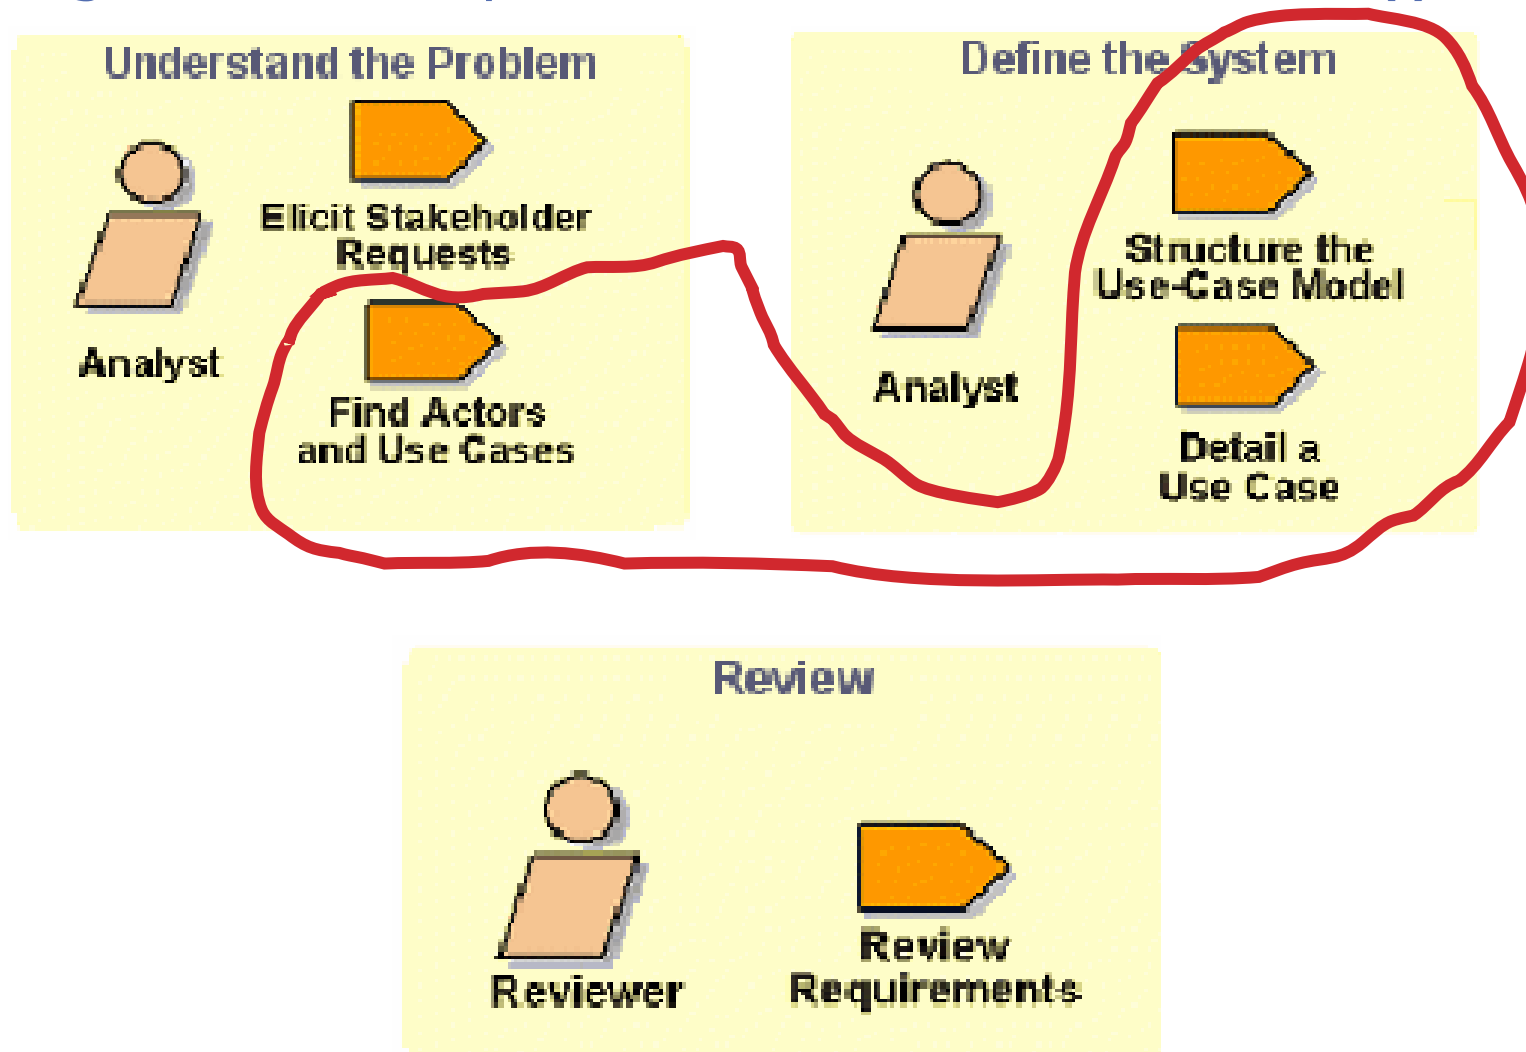 Understand the Problem
Elicit Stakeholder
Requests
Analyst
Find Actors
and Use Cases
Define the System
Structure the
Use-Case Model
Analyst
Detail a
Use Case
Review
Reviewer
Review
Requirements